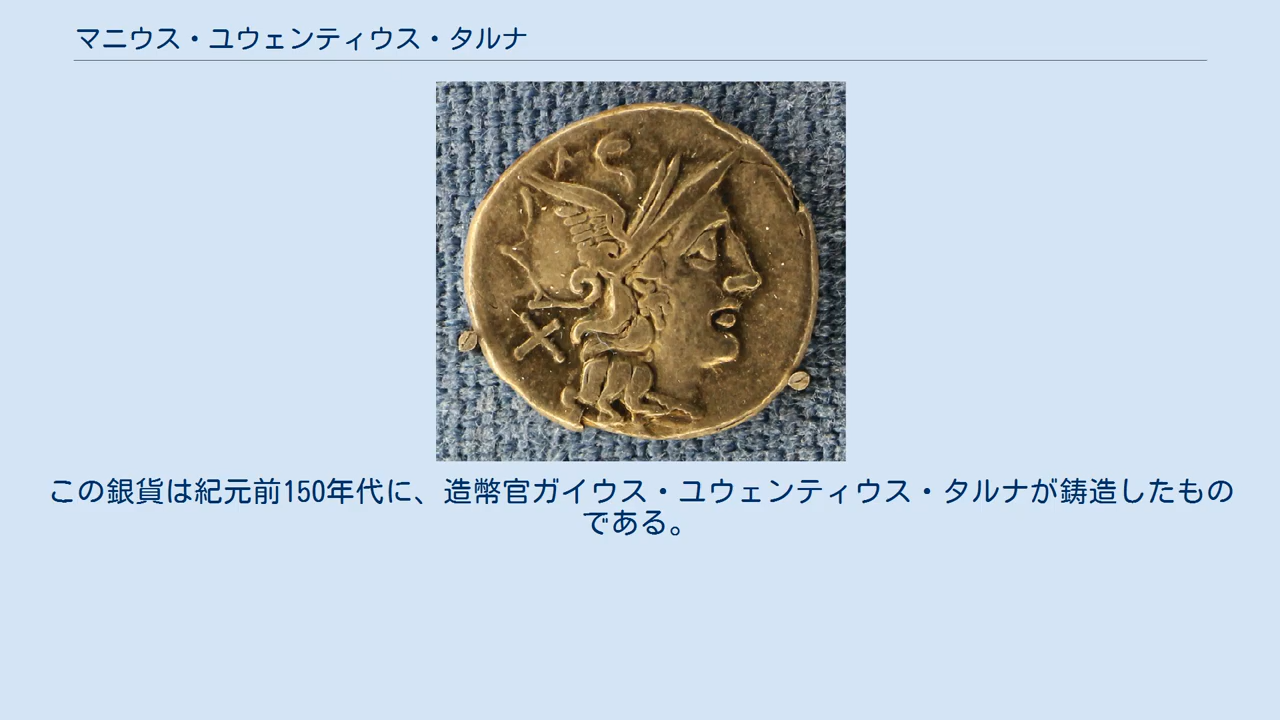 マニウス・ユウェンティウス・タルナ
X
この銀貨は紀元前150年代に、造幣官ガイウス・ユウェンティウス・タルナが鋳造したもの
である。